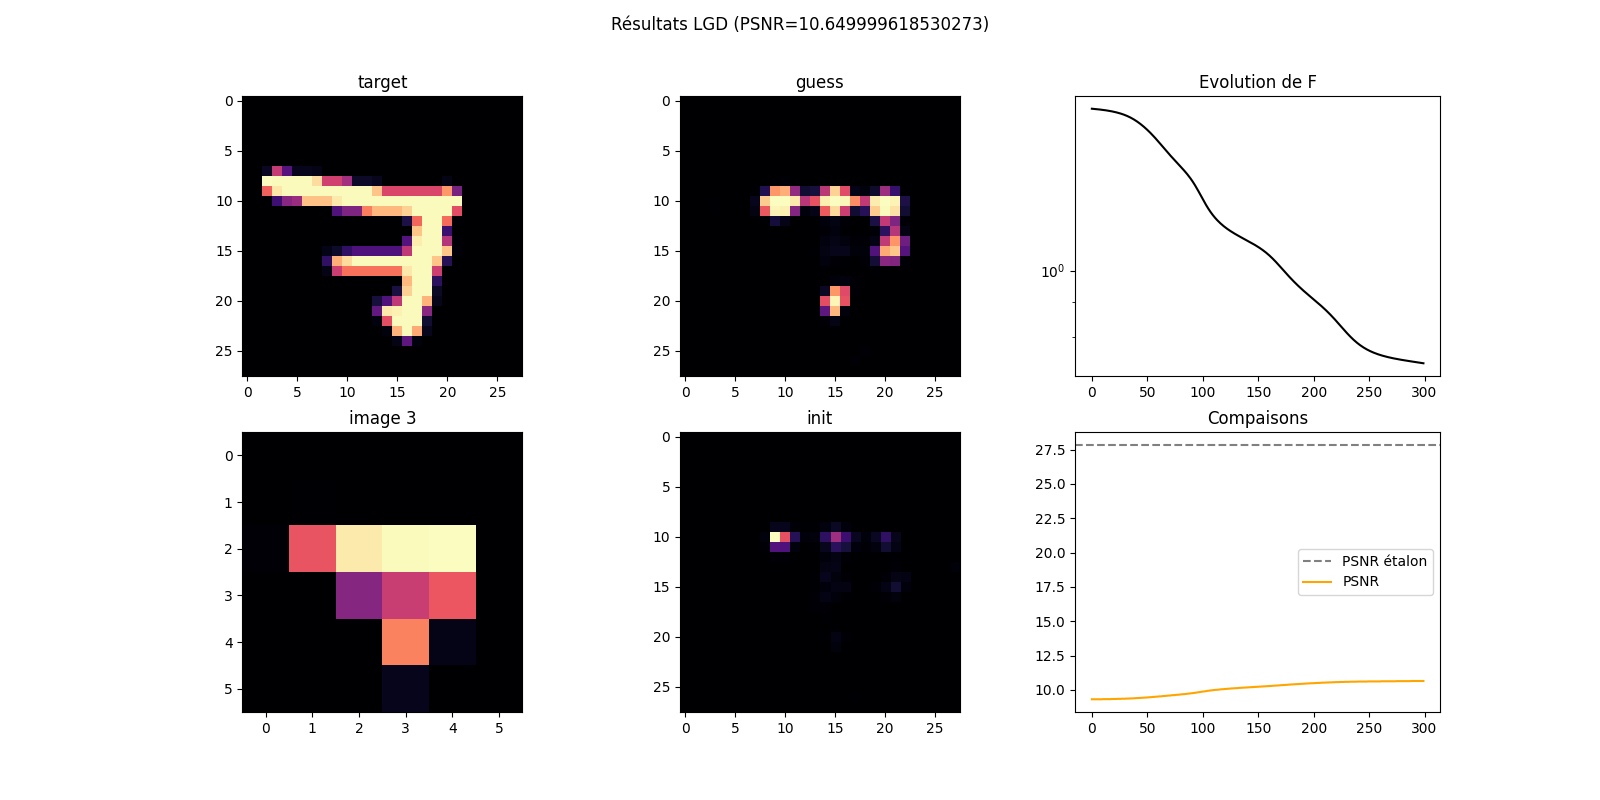 Résultats LGD (PSNR=10.649999618530273)
target
0
5
10
15
20
25
0 5 10 15 20 25
guess
0
5
10
15
20
25
0 5 10 15 20 25
Evolution de F
10⁰
0 50 100 150 200 250 300
image 3
0
1
2
3
4
5
0 1 2 3 4 5
init
0
5
10
15
20
25
0 5 10 15 20 25
Compaisons
27.5
25.0
22.5
20.0
17.5
15.0
12.5
10.0
PSNR étalon
PSNR
0 50 100 150 200 250 300